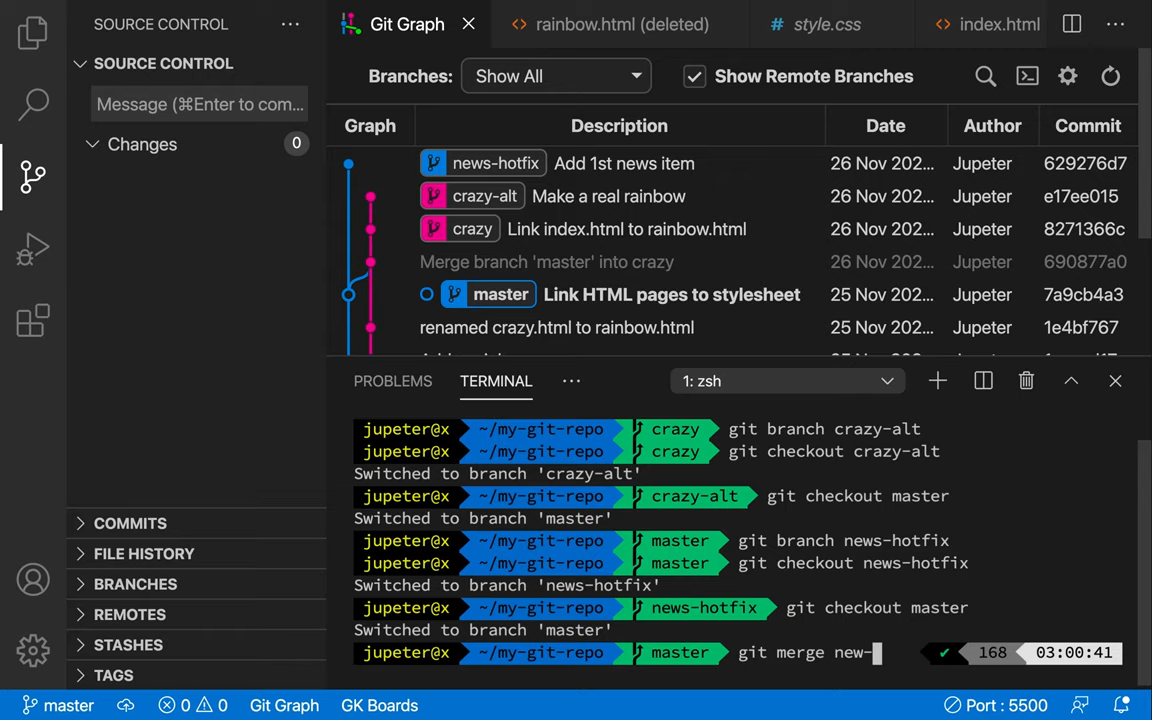 SOURCE CONTROL ...
Git Graph
rainbow.html (deleted)
# style.css
index.html
...
SOURCE CONTROL
Message (⌘Enter to com...
Changes 0
COMMITS
FILE HISTORY
BRANCHES
REMOTES
STASHES
TAGS
Branches: Show All Show Remote Branches
Graph Description Date Author Commit
news-hotfix Add 1st news item 26 Nov 202... Jupeter 629276d7
crazy-alt Make a real rainbow 26 Nov 202... Jupeter e17ee015
crazy Link index.html to rainbow.html 26 Nov 202... Jupeter 8271366c
Merge branch 'master' into crazy 26 Nov 202... Jupeter 690877a0
master Link HTML pages to stylesheet 25 Nov 202... Jupeter 7a9cb4a3
renamed crazy.html to rainbow.html 25 Nov 202... Jupeter 1e4bf767
PROBLEMS TERMINAL ... 1: zsh
jupeter@x ~/my-git-repo crazy git branch crazy-alt
jupeter@x ~/my-git-repo crazy git checkout crazy-alt
Switched to branch 'crazy-alt'
jupeter@x ~/my-git-repo crazy-alt git checkout master
Switched to branch 'master'
jupeter@x ~/my-git-repo master git branch news-hotfix
jupeter@x ~/my-git-repo master git checkout news-hotfix
Switched to branch 'news-hotfix'
jupeter@x ~/my-git-repo news-hotfix git checkout master
Switched to branch 'master'
jupeter@x ~/my-git-repo master git merge new- ✔ 168 03:00:41
master 0 0 Git Graph GK Boards Port : 5500